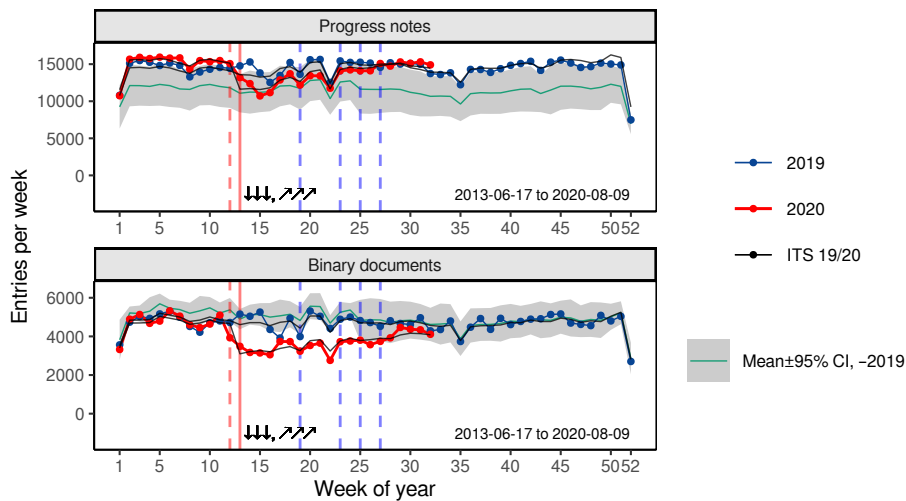 Progress notes
15000
10000
5000
0
↓↓↓, ↗↗↗
2013-06-17 to 2020-08-09
1 5 10 15 20 25 30 35 40 45 50 52
Entries per week
Binary documents
6000
4000
2000
0
↓↓↓, ↗↗↗
2013-06-17 to 2020-08-09
1 5 10 15 20 25 30 35 40 45 50 52
Week of year
2019
2020
ITS 19/20
Mean±95% CI, −2019